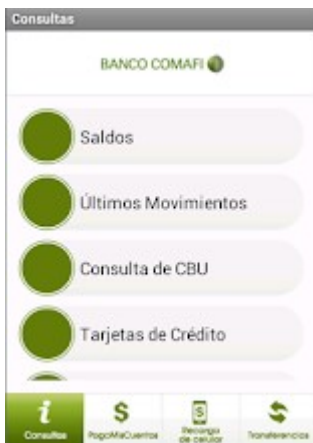 Consultas
BANCO COMAFI
Saldos
Últimos Movimientos
Consulta de CBU
Tarjetas de Crédito
Consultas
PagoMisCuentas
Recarga
de celular
Transferencias